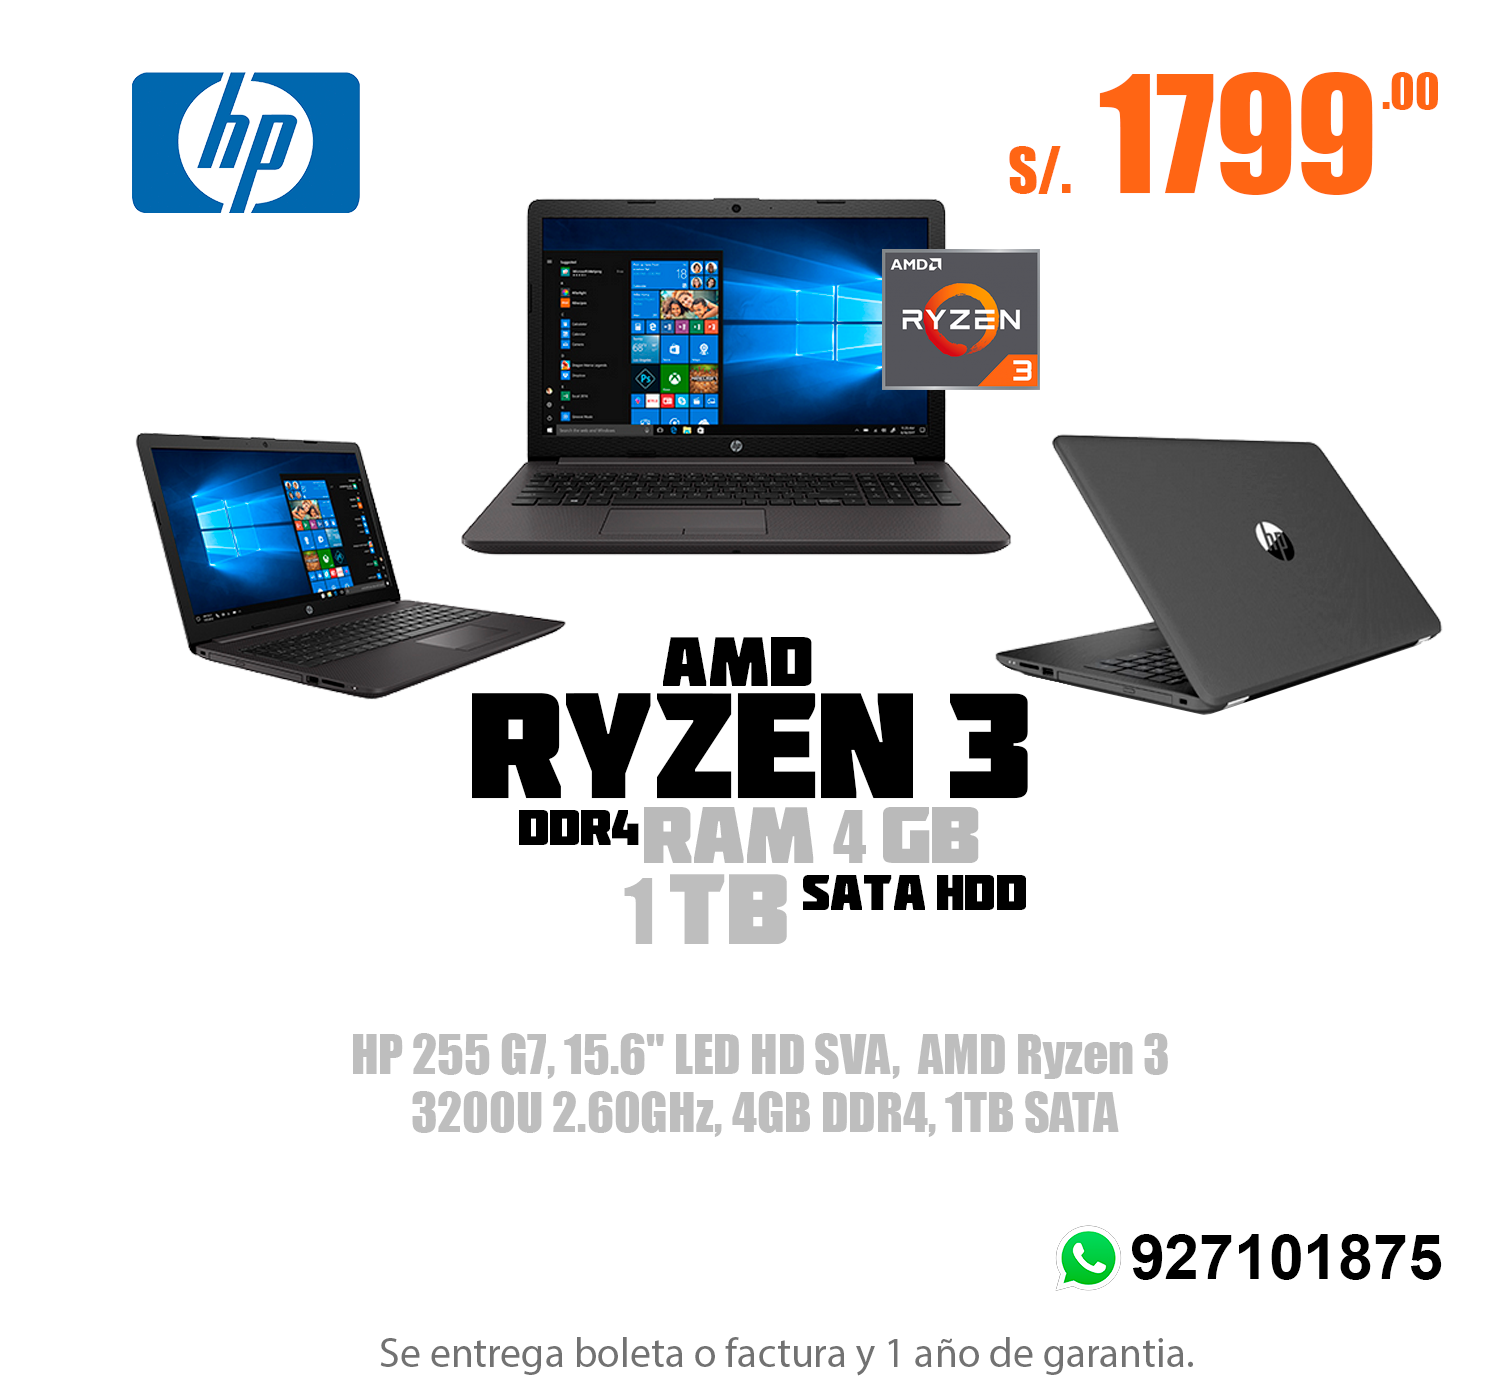 hp
S/. 1799.00
AMD
RYZEN
3
hp
AMD
RYZEN 3
DDR4 RAM 4 GB
1 TB SATA HDD
HP 255 G7, 15.6" LED HD SVA, AMD Ryzen 3
3200U 2.60GHz, 4GB DDR4, 1TB SATA
927101875
Se entrega boleta o factura y 1 año de garantia.